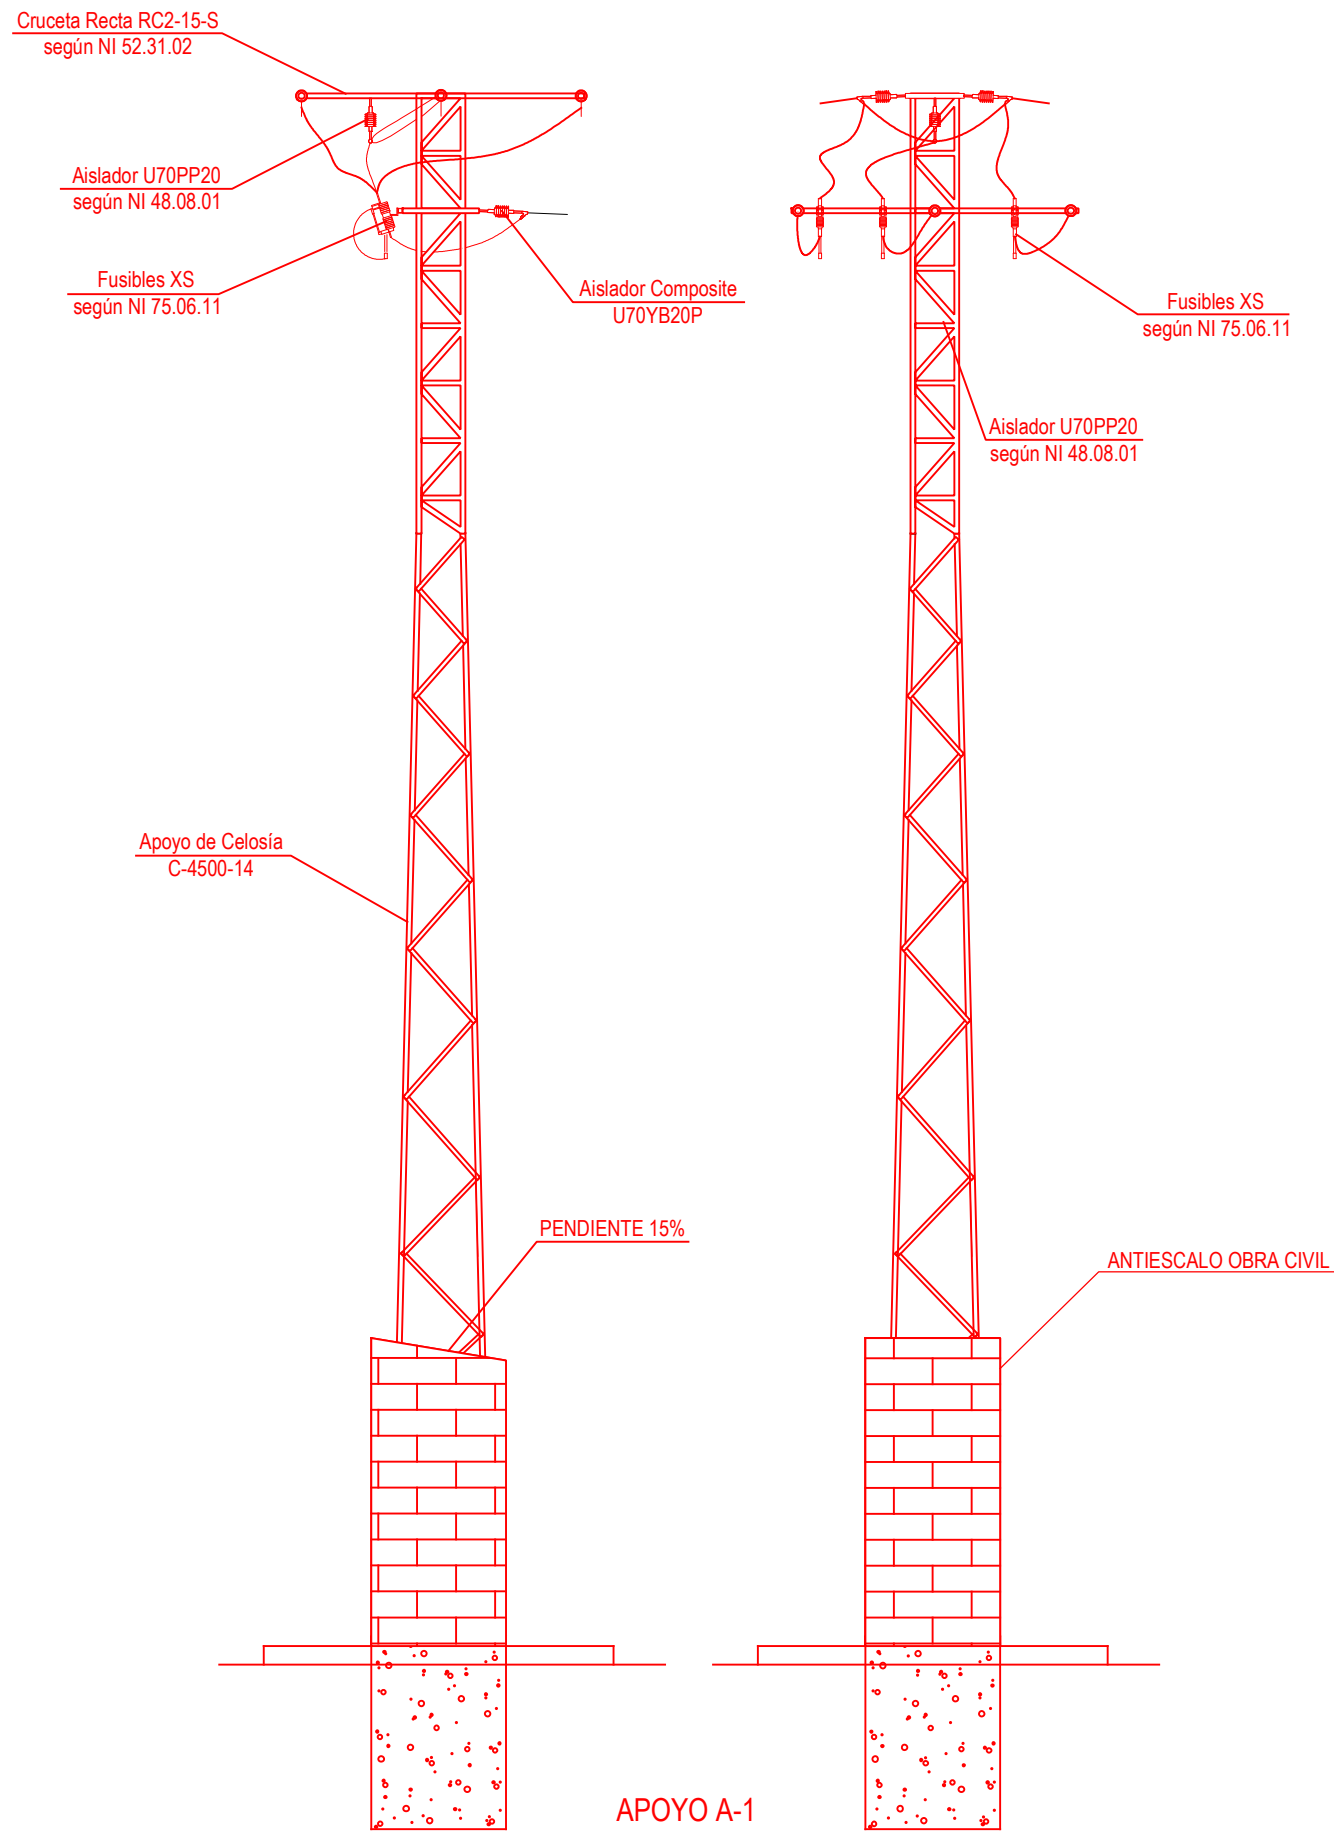 Cruceta Recta RC2-15-S
según NI 52.31.02
Aislador U70PP20
según NI 48.08.01
Fusibles XS
según NI 75.06.11
Aislador Composite
U70YB20P
Fusibles XS
según NI 75.06.11
Aislador U70PP20
según NI 48.08.01
Apoyo de Celosía
C-4500-14
PENDIENTE 15%
ANTIESCALO OBRA CIVIL
APOYO A-1